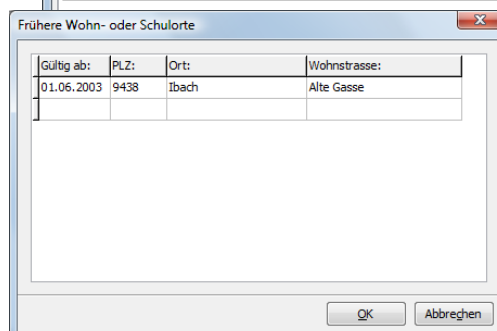 Frühere Wohn- oder Schulorte
Gültig ab: PLZ: Ort: Wohnstrasse:
01.06.2003 9438 Ibach Alte Gasse
OK Abbrechen